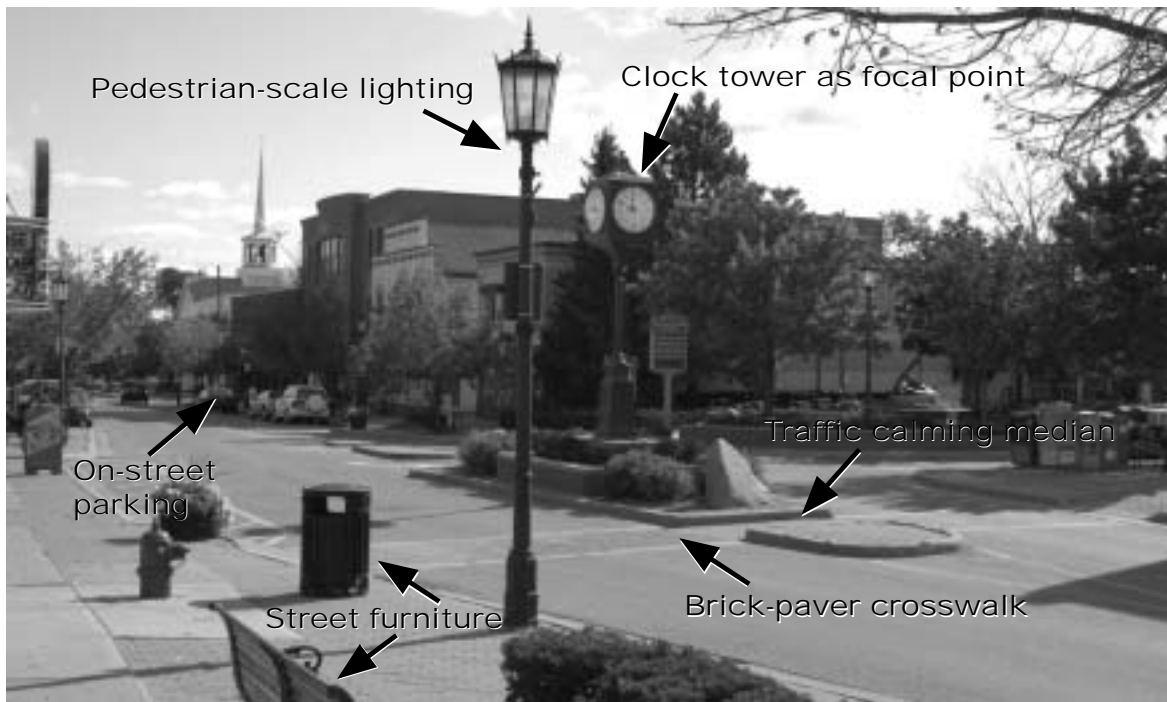 Pedestrian-scale lighting
Clock tower as focal point
Traffic calming median
On-street
parking
Brick-paver crosswalk
Street furniture